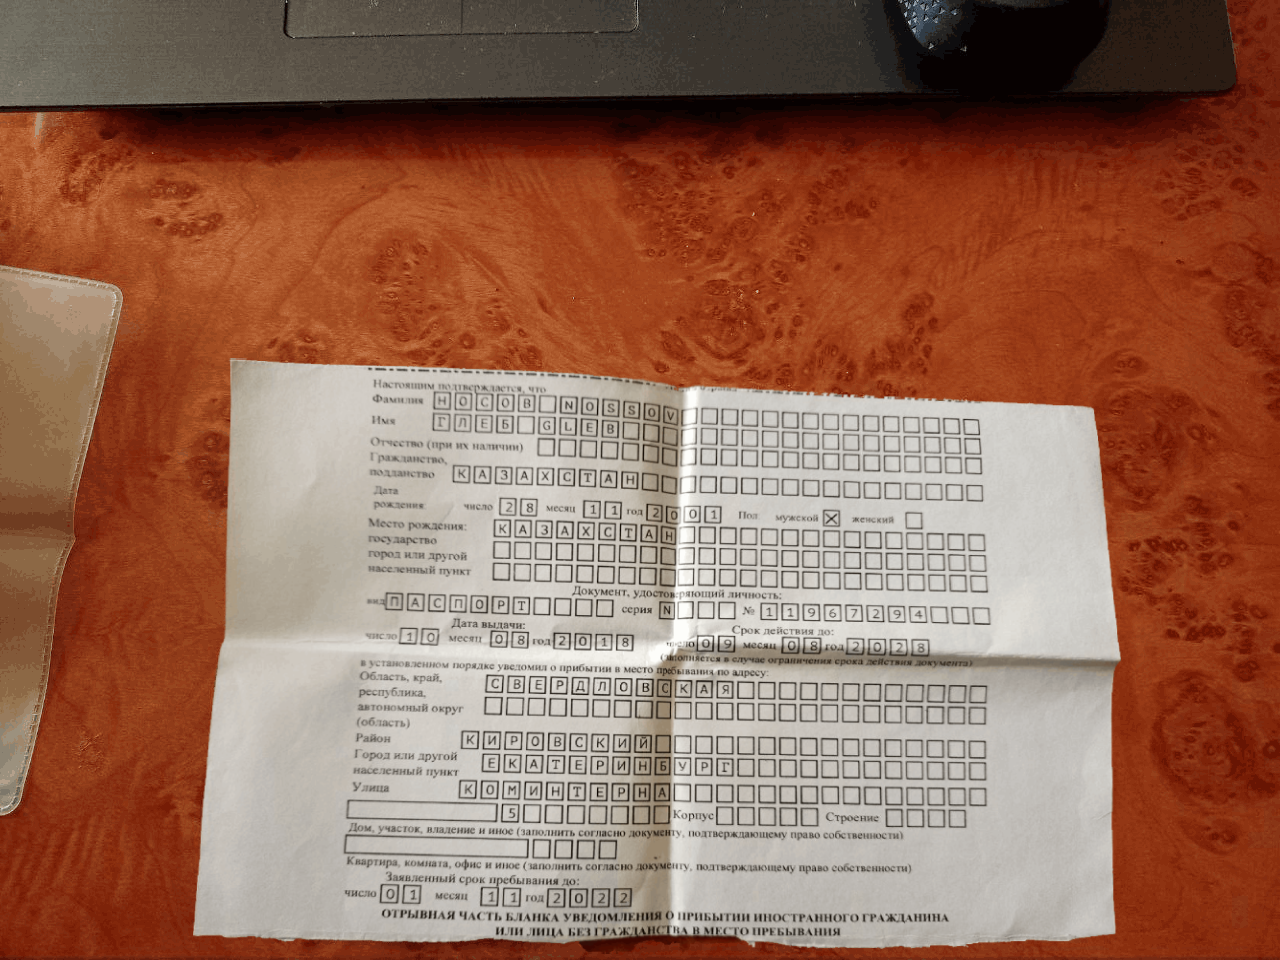 Настоящим подтверждается, что
Фамилия НОСОВ NOSSOV
Имя ГЛЕБ GLEB
Отчество (при их наличии)
Гражданство,
подданство КАЗАХСТАН
Дата
рождения: число 28 месяц 11 год 2001 Пол: мужской X женский
Место рождения:
государство КАЗАХСТАН
город или другой
населенный пункт
Документ, удостоверяющий личность:
вид ПАСПОРТ серия N № 11967294
Дата выдачи: Срок действия до:
число 10 месяц 08 год 2018 число 09 месяц 08 год 2028
(заполняется в случае ограничения срока действия документа)
в установленном порядке уведомил о прибытии в место пребывания по адресу:
Область, край,
республика,
автономный округ
(область) СВЕРДЛОВСКАЯ
Район КИРОВСКИЙ
Город или другой
населенный пункт ЕКАТЕРИНБУРГ
Улица КОМИНТЕРНА
5 Корпус Строение
Дом, участок, владение и иное (заполнить согласно документу, подтверждающему право собственности)
Квартира, комната, офис и иное (заполнить согласно документу, подтверждающему право собственности)
Заявленный срок пребывания до:
число 01 месяц 11 год 2022
ОТРЫВНАЯ ЧАСТЬ БЛАНКА УВЕДОМЛЕНИЯ О ПРИБЫТИИ ИНОСТРАННОГО ГРАЖДАНИНА
ИЛИ ЛИЦА БЕЗ ГРАЖДАНСТВА В МЕСТО ПРЕБЫВАНИЯ